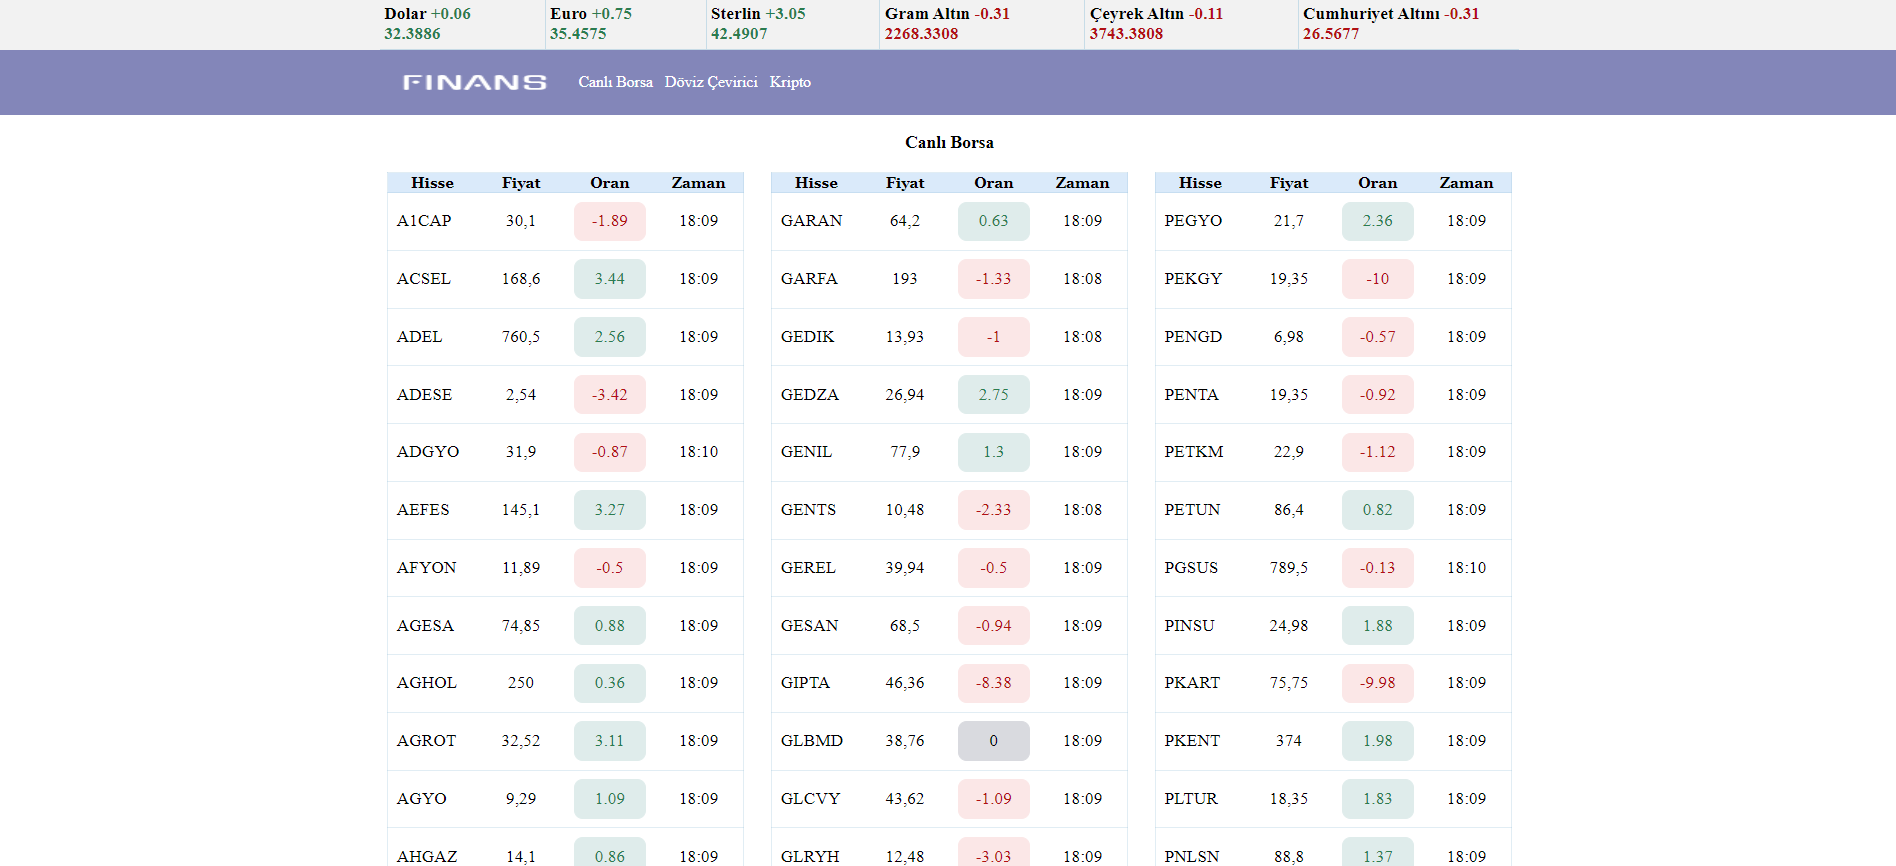 Dolar +0.06 Euro +0.75 Sterlin +3.05 Gram Altın -0.31 Çeyrek Altın -0.11 Cumhuriyet Altını -0.31
32.3886 35.4575 42.4907 2268.3308 3743.3808 26.5677
FINANS Canlı Borsa Döviz Çevirici Kripto
Canlı Borsa
Hisse Fiyat Oran Zaman Hisse Fiyat Oran Zaman Hisse Fiyat Oran Zaman
A1CAP 30,1 -1.89 18:09 GARAN 64,2 0.63 18:09 PEGYO 21,7 2.36 18:09
ACSEL 168,6 3.44 18:09 GARFA 193 -1.33 18:08 PEKGY 19,35 -10 18:09
ADEL 760,5 2.56 18:09 GEDIK 13,93 -1 18:08 PENGD 6,98 -0.57 18:09
ADESE 2,54 -3.42 18:09 GEDZA 26,94 2.75 18:09 PENTA 19,35 -0.92 18:09
ADGYO 31,9 -0.87 18:10 GENIL 77,9 1.3 18:09 PETKM 22,9 -1.12 18:09
AEFES 145,1 3.27 18:09 GENTS 10,48 -2.33 18:08 PETUN 86,4 0.82 18:09
AFYON 11,89 -0.5 18:09 GEREL 39,94 -0.5 18:09 PGSUS 789,5 -0.13 18:10
AGESA 74,85 0.88 18:09 GESAN 68,5 -0.94 18:09 PINSU 24,98 1.88 18:09
AGHOL 250 0.36 18:09 GIPTA 46,36 -8.38 18:09 PKART 75,75 -9.98 18:09
AGROT 32,52 3.11 18:09 GLBMD 38,76 0 18:09 PKENT 374 1.98 18:09
AGYO 9,29 1.09 18:09 GLCVY 43,62 -1.09 18:09 PLTUR 18,35 1.83 18:09
AHGAZ 14,1 0.86 18:09 GLRYH 12,48 -3.03 18:09 PNLSN 88,8 1.37 18:09